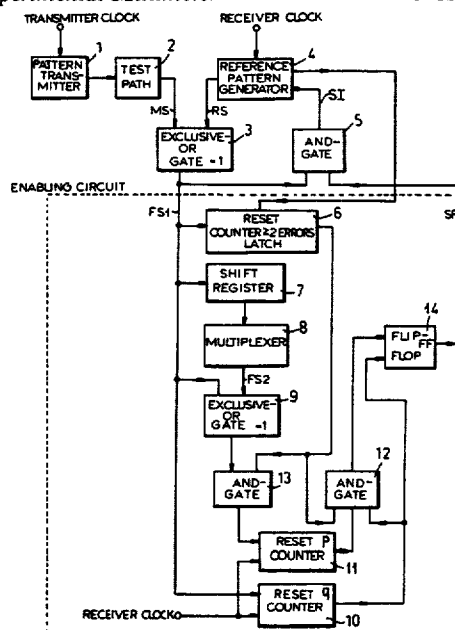 TRANSMITTER CLOCK
RECEIVER CLOCK
1
2
4
PATTERN
TRANS-
MITTER
TEST
PATH
REFERENCE
PATTERN
GENERATOR
SI
5
MS
RS
3
EXCLUSIVE-
OR
GATE =1
AND-
GATE
ENABLING CIRCUIT
FS1
6
RESET
COUNTER ≥2 ERRORS
LATCH
SHIFT
REGISTER
7
MULTIPLEXER
8
14
FLIP-
FLOP
FF
FS2
9
EXCLUSIVE-
OR
GATE =1
AND-
GATE
13
AND-
GATE
12
RESET P
COUNTER
11
RECEIVER CLOCK
RESET q
COUNTER
10